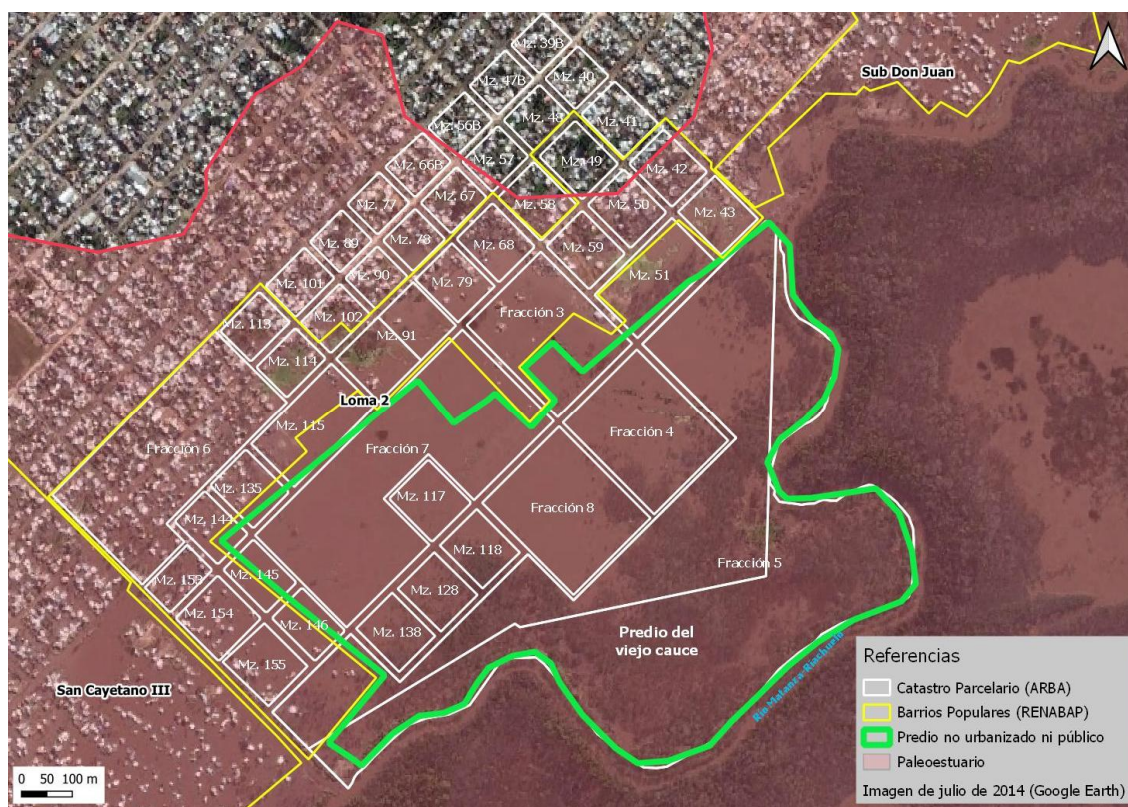 Mz. 39B
Mz. 47B
Mz. 40
Mz. 56B
Mz. 48
Mz. 41
Mz. 66B
Mz. 57
Mz. 49
Mz. 42
Mz. 77
Mz. 67
Mz. 58
Mz. 50
Mz. 43
Mz. 89
Mz. 78
Mz. 68
Mz. 59
Mz. 51
Mz. 101
Mz. 90
Mz. 79
Fracción 3
Mz. 113
Mz. 102
Mz. 91
Mz. 114
Sub Don Juan
Loma 2
Mz. 115
Fracción 6
Fracción 7
Fracción 4
Mz. 135
Mz. 117
Fracción 8
Mz. 144
Mz. 118
Mz. 145
Mz. 128
Fracción 5
Mz. 154
Mz. 146
Mz. 138
Mz. 155
Predio del
viejo cauce
San Cayetano III
Río Matanza-Riachuelo
0 50 100 m
Referencias
Catastro Parcelario (ARBA)
Barrios Populares (RENABAP)
Predio no urbanizado ni público
Paleoestuario
Imagen de julio de 2014 (Google Earth)